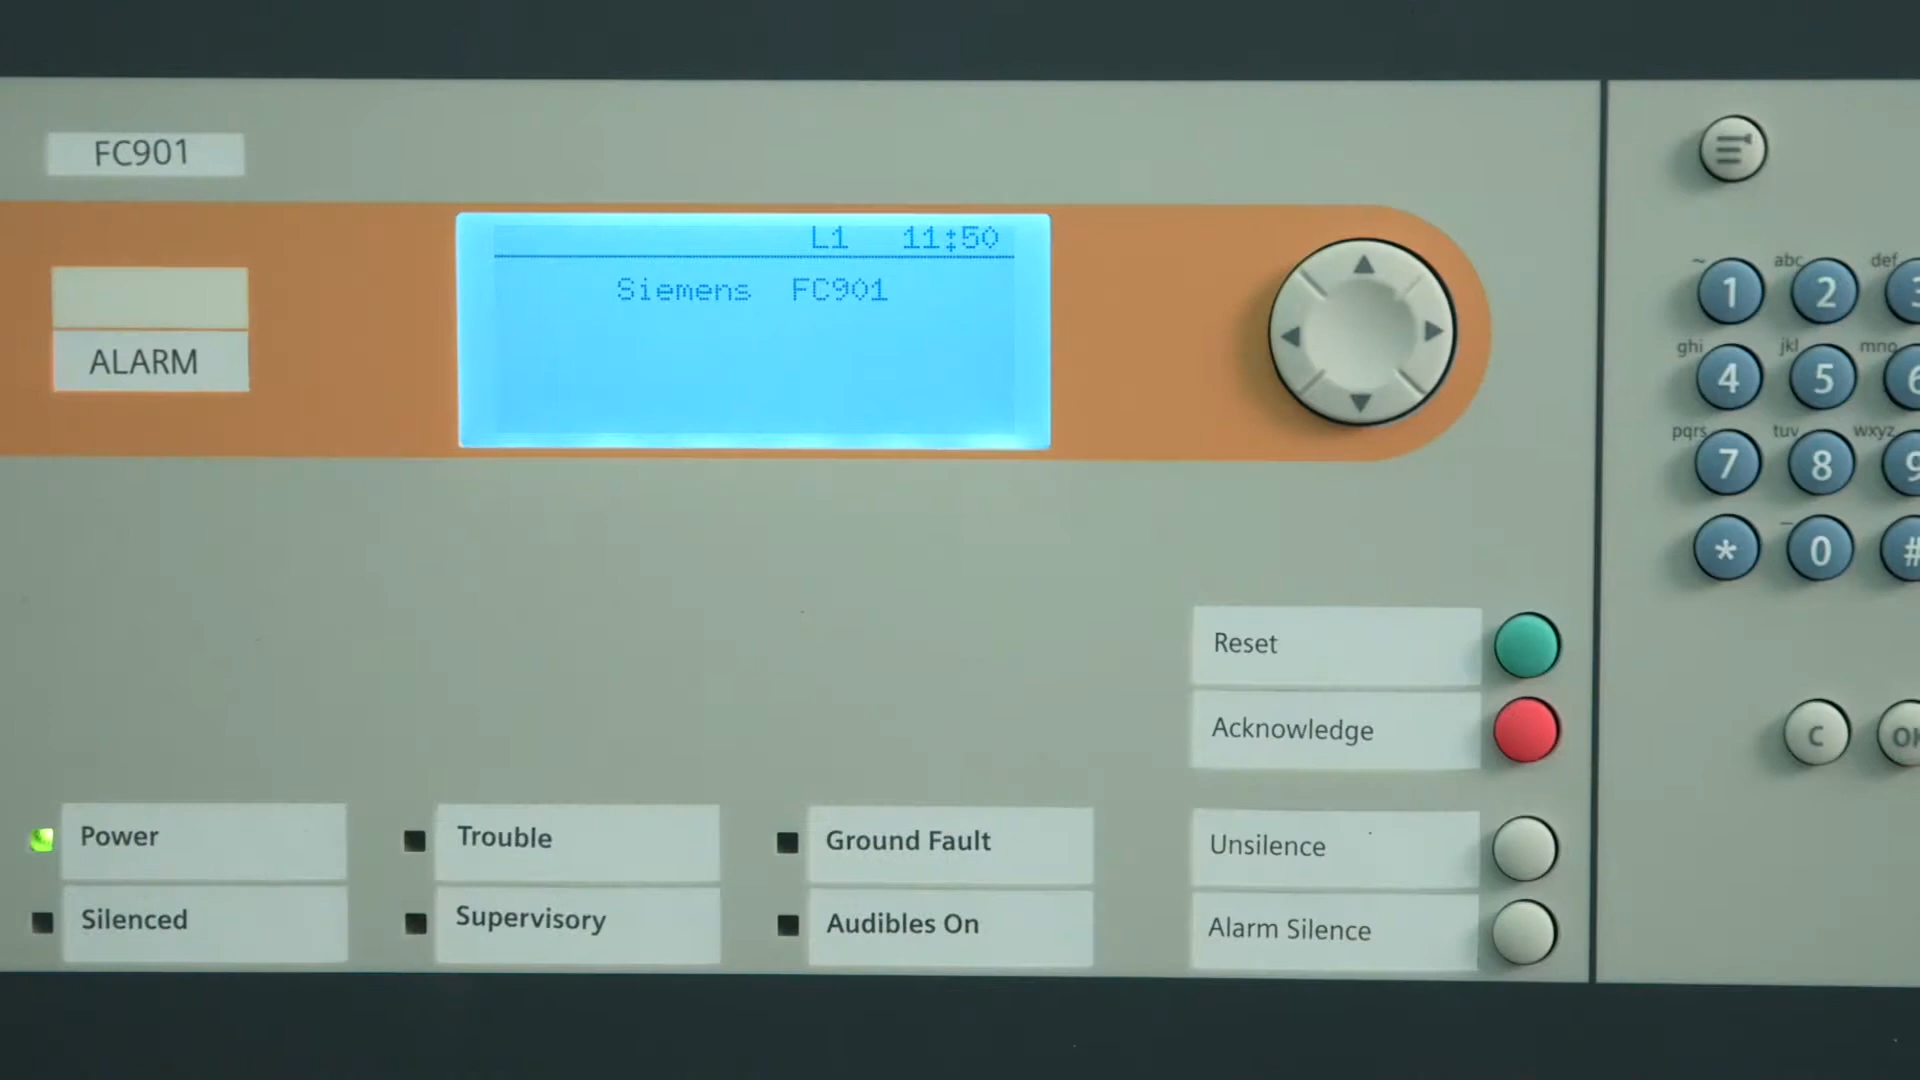 FC901
L1 11:50
Siemens FC901
ALARM
~ 1 abc 2 def
ghi 4 jkl 5 mno 6
pqrs 7 tuv 8 wxyz 9
* 0 #
Reset
Acknowledge
C
Power
Trouble
Ground Fault
Unsilence
Silenced
Supervisory
Audibles On
Alarm Silence